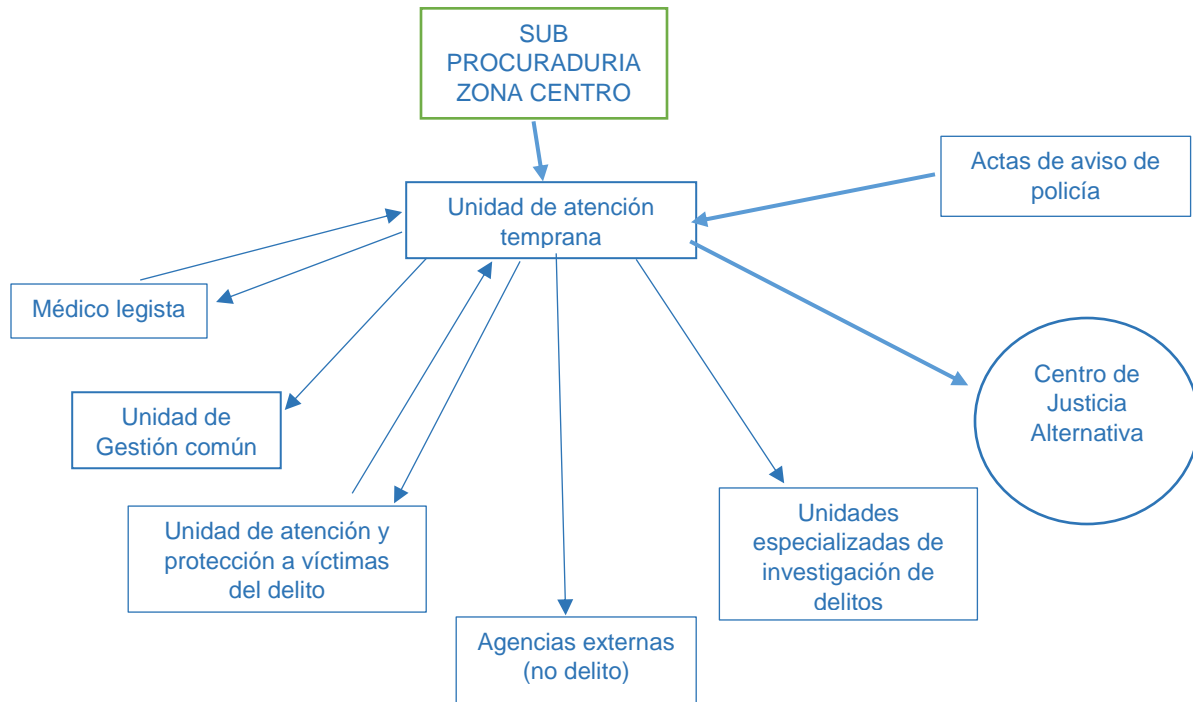 SUB
PROCURADURIA
ZONA CENTRO
Actas de aviso de
policía
Unidad de atención
temprana
Médico legista
Centro de
Justicia
Alternativa
Unidad de
Gestión común
Unidad de atención y
protección a víctimas
del delito
Unidades
especializadas de
investigación de
delitos
Agencias externas
(no delito)